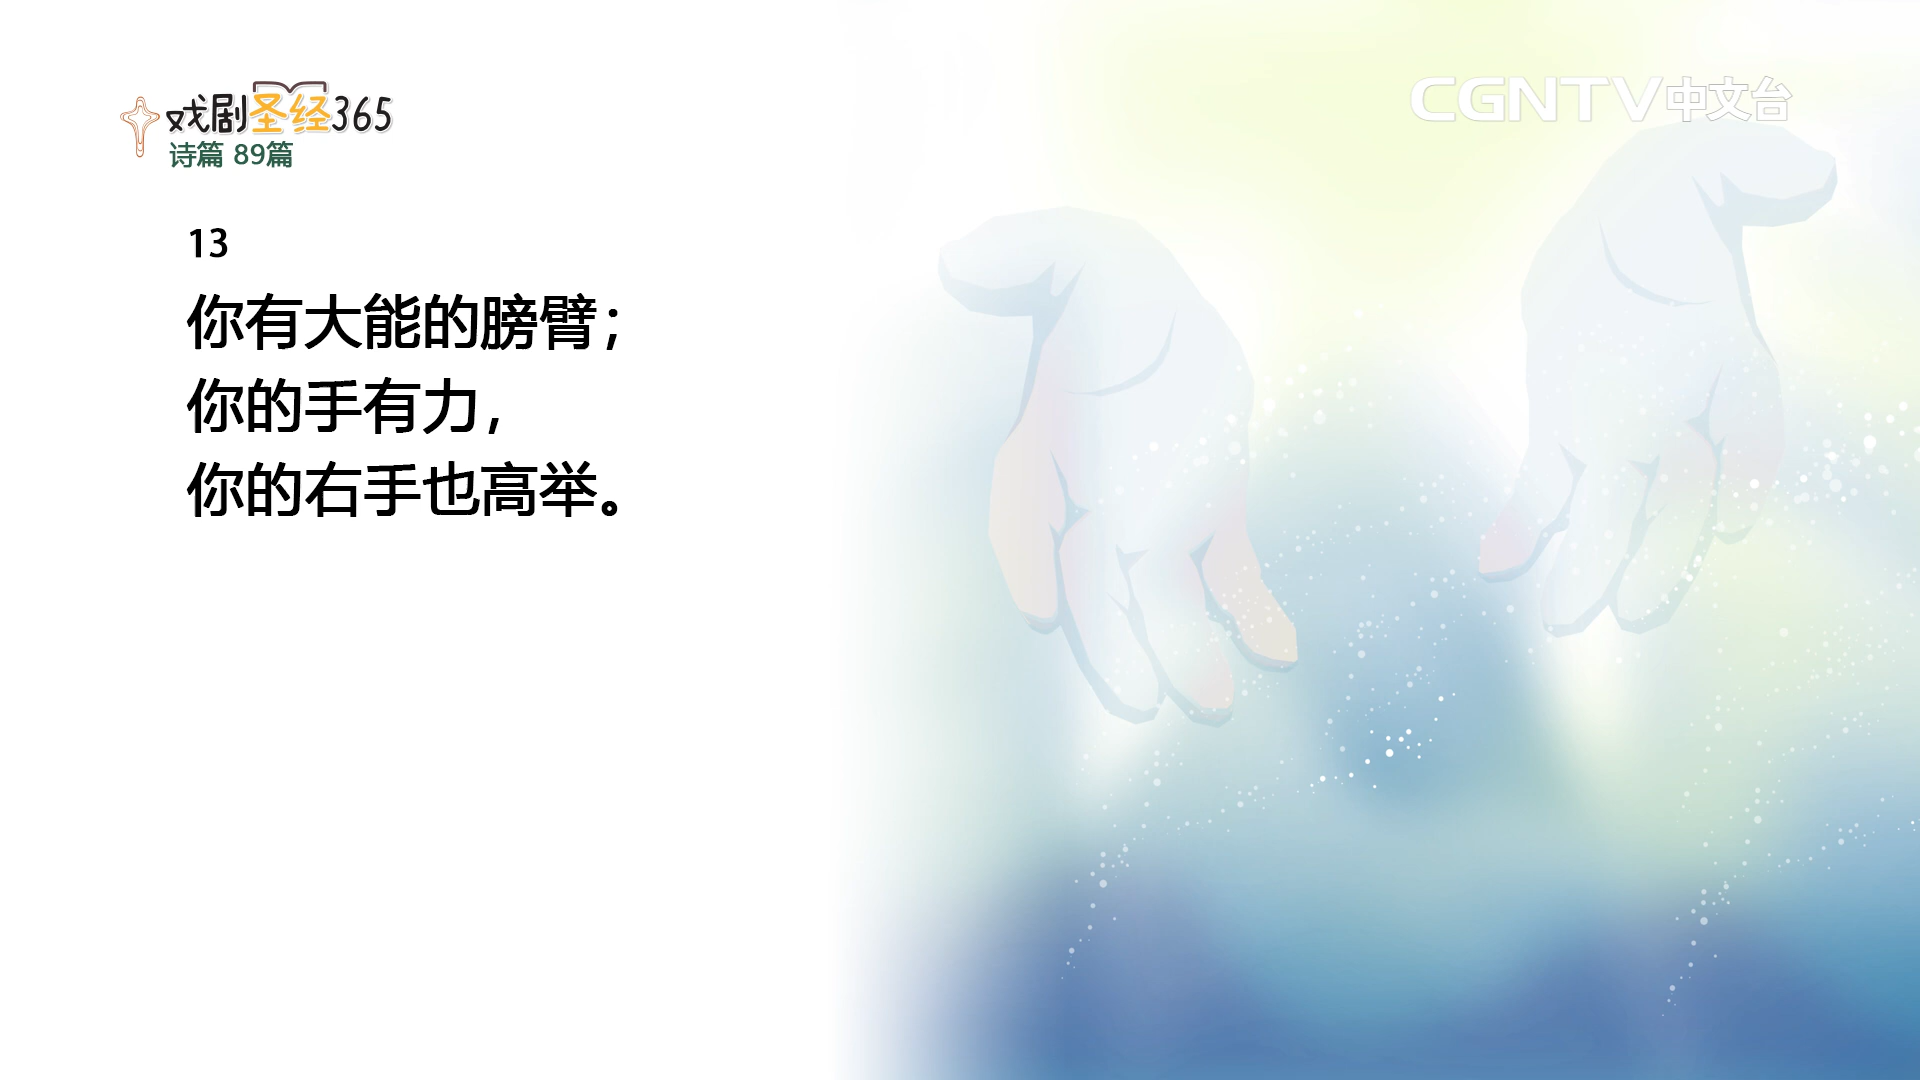 戏剧圣经365
诗篇 89篇
CGNTV中文台
13
你有大能的膀臂；
你的手有力，
你的右手也高举。